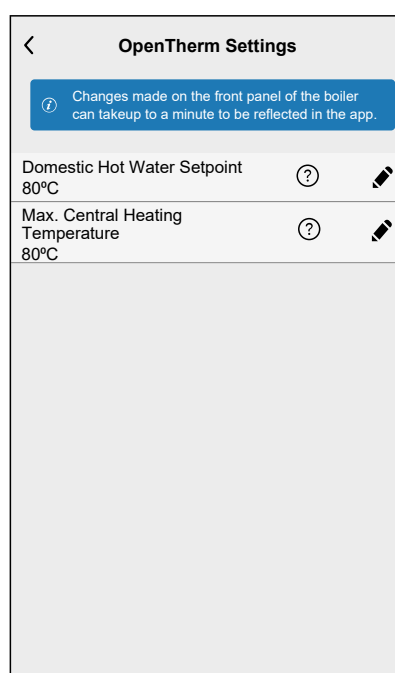 OpenTherm Settings
Changes made on the front panel of the boiler
can takeup to a minute to be reflected in the app.
Domestic Hot Water Setpoint
80ºC
Max. Central Heating
Temperature
80ºC